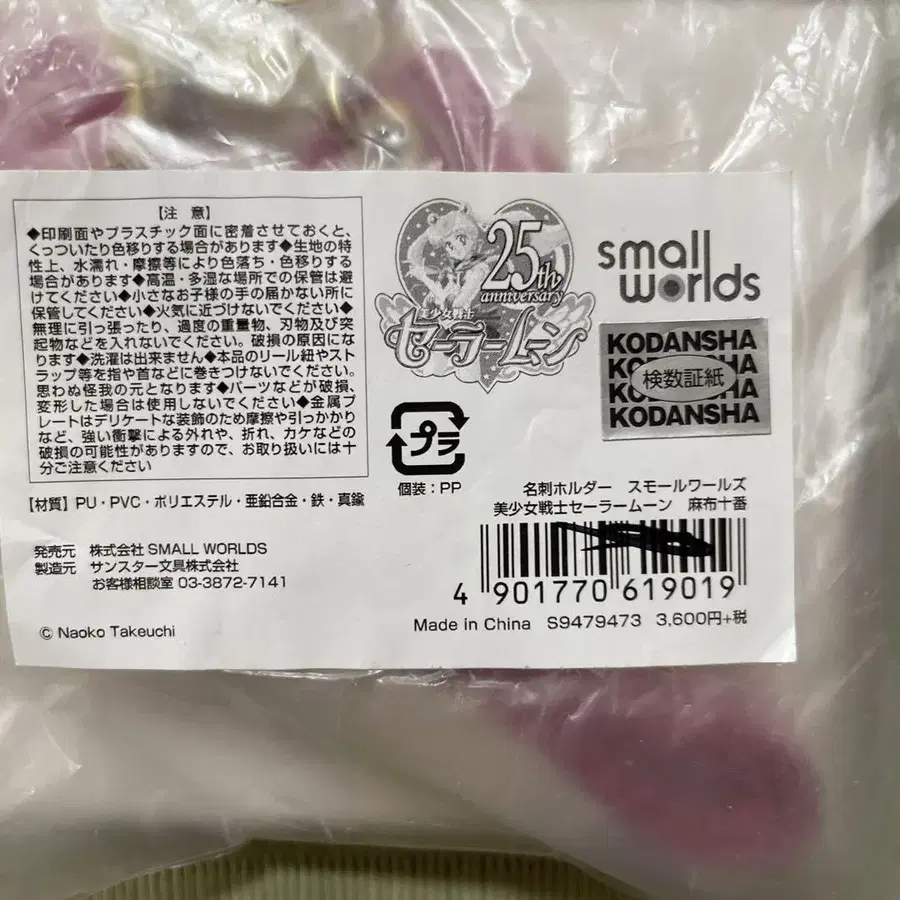 【注 意】
◆印刷面やプラスチック面に密着させておくと、
くっついたり色移りする場合があります◆生地の特
性上、水濡れ・摩擦等により色落ち・色移りする
場合があります◆高温・多湿な場所での保管は避
けてください◆小さなお子様の手の届かない所に
保管してください◆火気に近づけないでください◆
無理に引っ張ったり、過度の重量物、刃物及び突
起物などを入れないでください。破損の原因にな
ります◆洗濯は出来ません◆本品のリール紐やスト
ラップ等を指や首などに巻きつけないでください。
思わぬ怪我の元となります◆パーツなどが破損、
変形した場合は使用しないでください◆金属プ
レートはデリケートな装飾のため摩擦や引っかかり
など、強い衝撃による外れや、折れ、カケなどの
破損の可能性がありますので、お取り扱いには十
分ご注意ください
【材質】PU・PVC・ポリエステル・亜鉛合金・鉄・真鍮
発売元 株式会社 SMALL WORLDS
製造元 サンスター文具株式会社
お客様相談室 03-3872-7141
© Naoko Takeuchi
25th
anniversary
美少女戦士
セーラームーン
small
worlds
KODANSHA
KODANSHA
検数証紙
KODANSHA
KODANSHA
プラ
個装：PP
名刺ホルダー スモールワールズ
美少女戦士セーラームーン 麻布十番
4 901770 619019
Made in China S9479473 3,600円+税